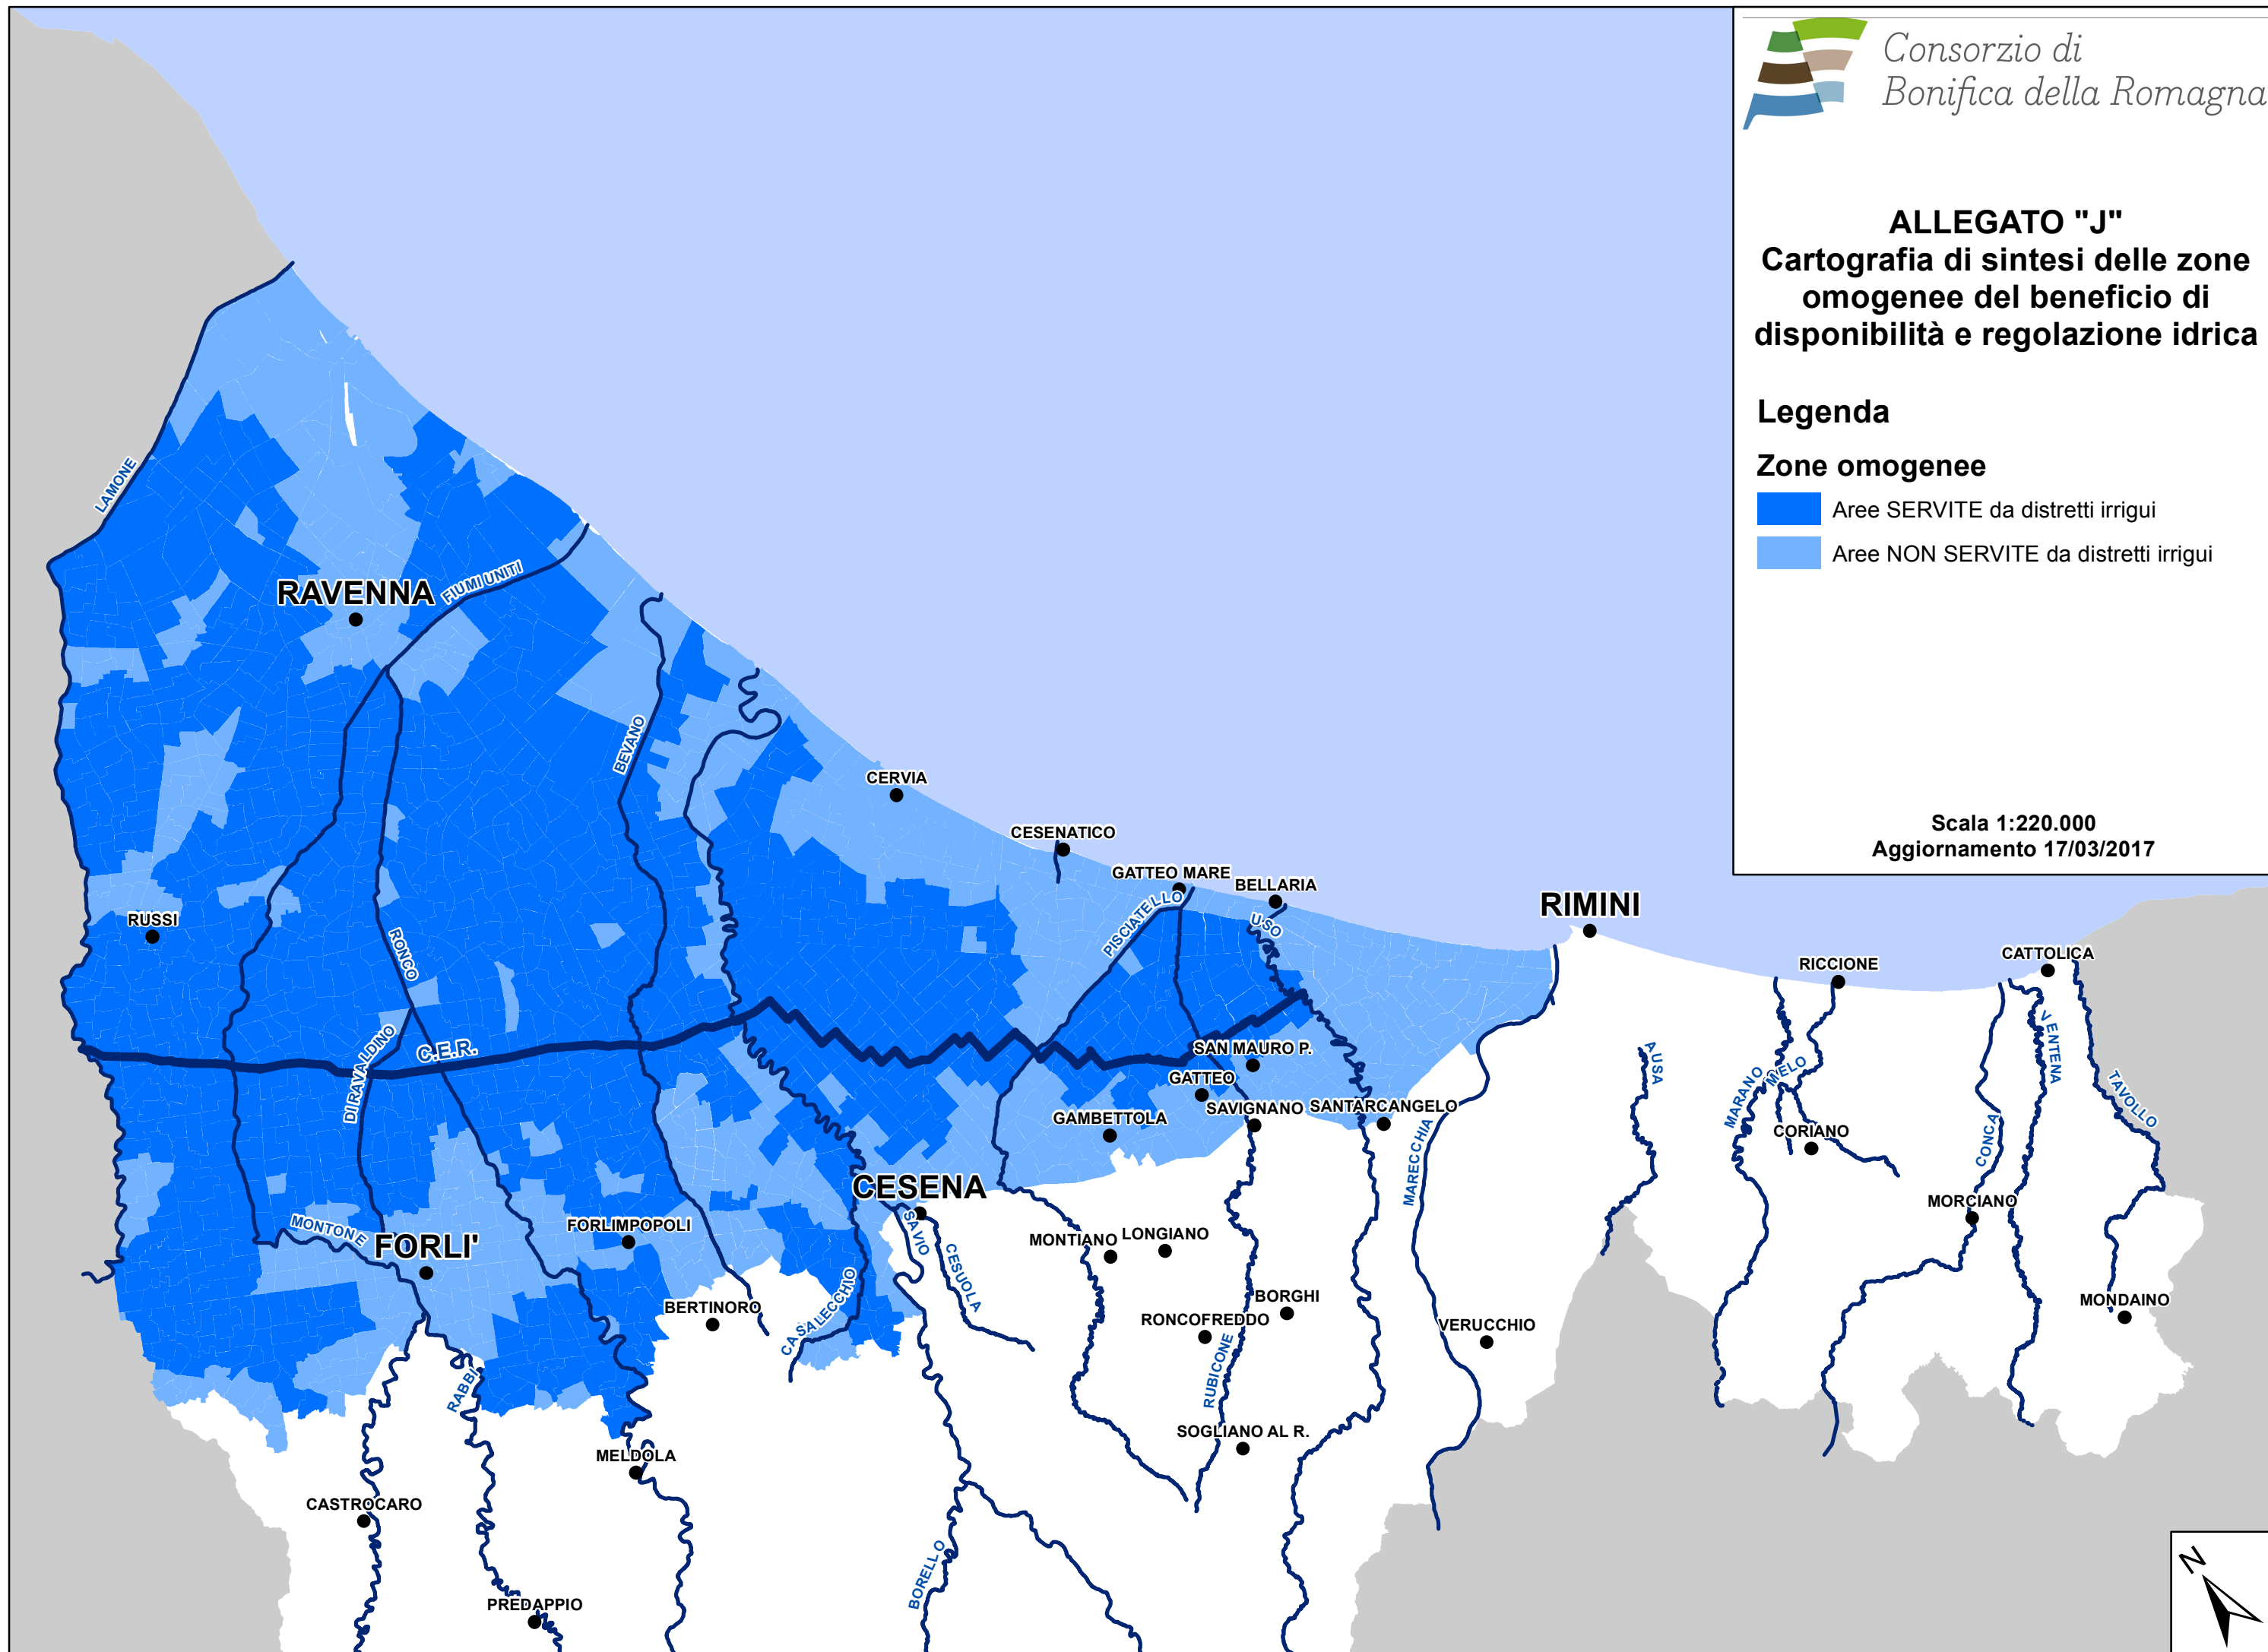 Consorzio di
Bonifica della Romagna
ALLEGATO "J"
Cartografia di sintesi delle zone
omogenee del beneficio di
disponibilità e regolazione idrica
Legenda
Zone omogenee
Aree SERVITE da distretti irrigui
Aree NON SERVITE da distretti irrigui
Scala 1:220.000
Aggiornamento 17/03/2017
LAMONE
RAVENNA
FIUMI UNITI
BEVANO
CERVIA
CESENATICO
GATTEO MARE
BELLARIA
PISCIATELLO
USO
RIMINI
RUSSI
RONCO
RICCIONE
CATTOLICA
DI RAVALDINO
C.E.R.
SAN MAURO P.
GATTEO
SAVIGNANO
SANTARCANGELO
GAMBETTOLA
AUSA
MARANO
MELO
VENTENA
TAVOLLO
CORIANO
CONCA
MARECCHIA
CESENA
MORCIANO
MONTONE
FORLI'
FORLIMPOPOLI
SAVIO
CESUOLA
MONTIANO
LONGIANO
BERTINORO
CASALECCHIO
BORGHI
RONCOFREDDO
VERUCCHIO
MONDAINO
RABBI
RUBICONE
SOGLIANO AL R.
MELDOLA
CASTROCARO
BORELLO
PREDAPPIO
N